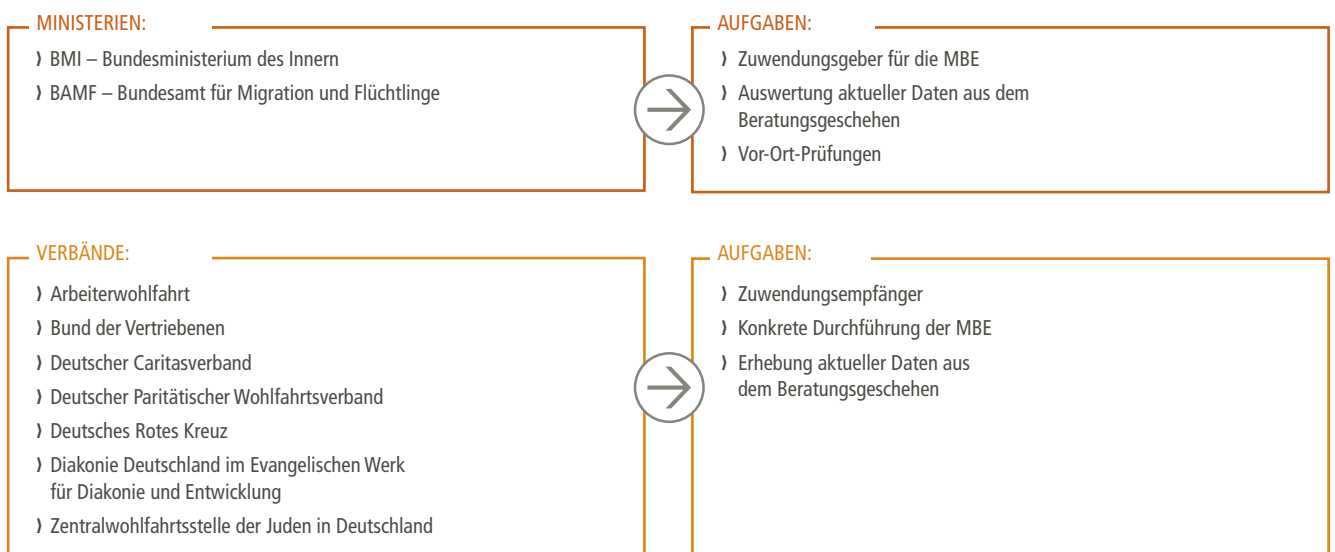 MINISTERIEN:
❱ BMI – Bundesministerium des Innern
❱ BAMF – Bundesamt für Migration und Flüchtlinge
AUFGABEN:
❱ Zuwendungsgeber für die MBE
❱ Auswertung aktueller Daten aus dem
Beratungsgeschehen
❱ Vor-Ort-Prüfungen
VERBÄNDE:
❱ Arbeiterwohlfahrt
❱ Bund der Vertriebenen
❱ Deutscher Caritasverband
❱ Deutscher Paritätischer Wohlfahrtsverband
❱ Deutsches Rotes Kreuz
❱ Diakonie Deutschland im Evangelischen Werk
für Diakonie und Entwicklung
❱ Zentralwohlfahrtsstelle der Juden in Deutschland
AUFGABEN:
❱ Zuwendungsempfänger
❱ Konkrete Durchführung der MBE
❱ Erhebung aktueller Daten aus
dem Beratungsgeschehen